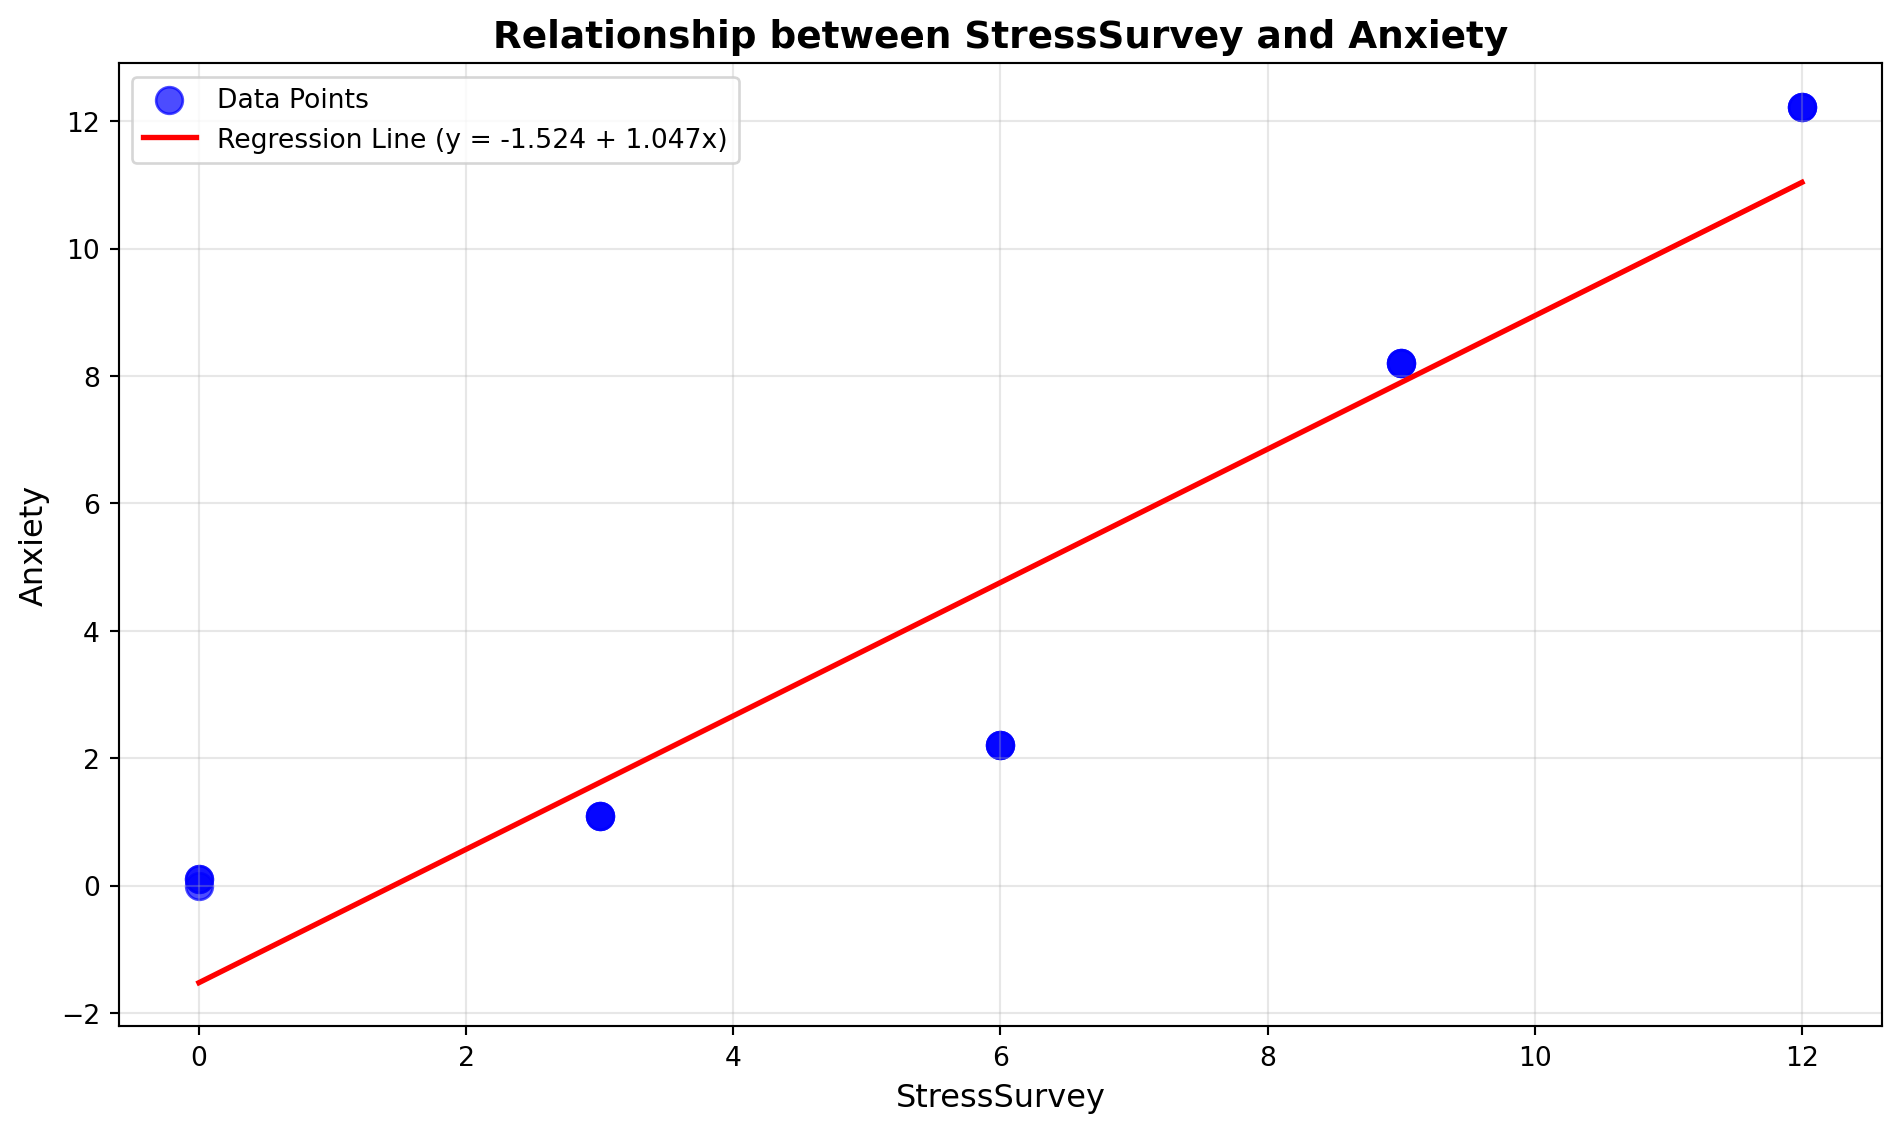 Relationship between StressSurvey and Anxiety
Data Points
Regression Line (y = -1.524 + 1.047x)
12
10
8
6
4
2
0
−2
Anxiety
0 2 4 6 8 10 12
StressSurvey